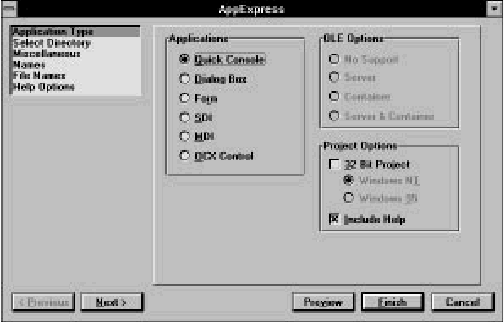 AppExpress
Application Type
Select Directory
Miscellaneous
Names
File Names
Help Options
Applications
Quick Console
Dialog Box
Form
SDI
MDI
OCX Control
OLE Options
No Support
Server
Container
Server & Container
Project Options
32 Bit Project
Windows NT
Windows 95
Include Help
< Previous
Next >
Preview
Finish
Cancel